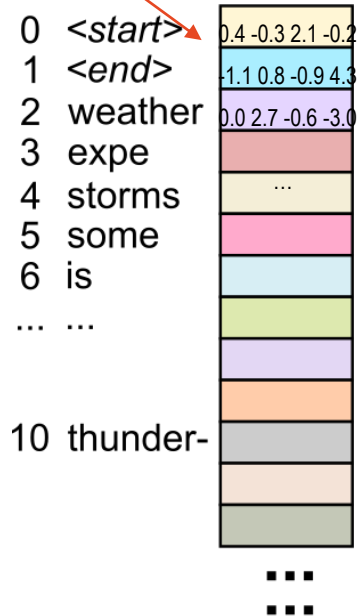 0 <start> 0.4 -0.3 2.1 -0.2
1 <end> -1.1 0.8 -0.9 4.3
2 weather 0.0 2.7 -0.6 -3.0
3 expe
4 storms ...
5 some
6 is
... ...
10 thunder-
...
...